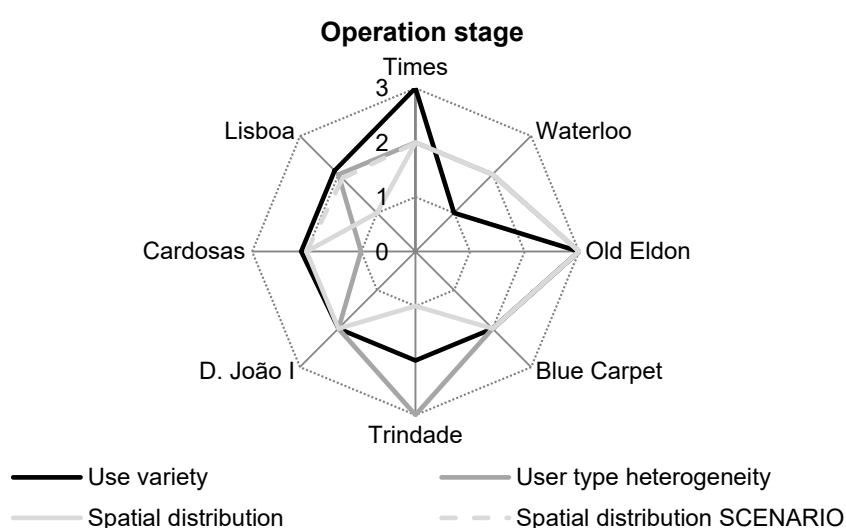 Operation stage
Times
3
Lisboa
2
Waterloo
1
Cardosas
0
Old Eldon
D. João I
Blue Carpet
Trindade
Use variety
User type heterogeneity
Spatial distribution
Spatial distribution SCENARIO